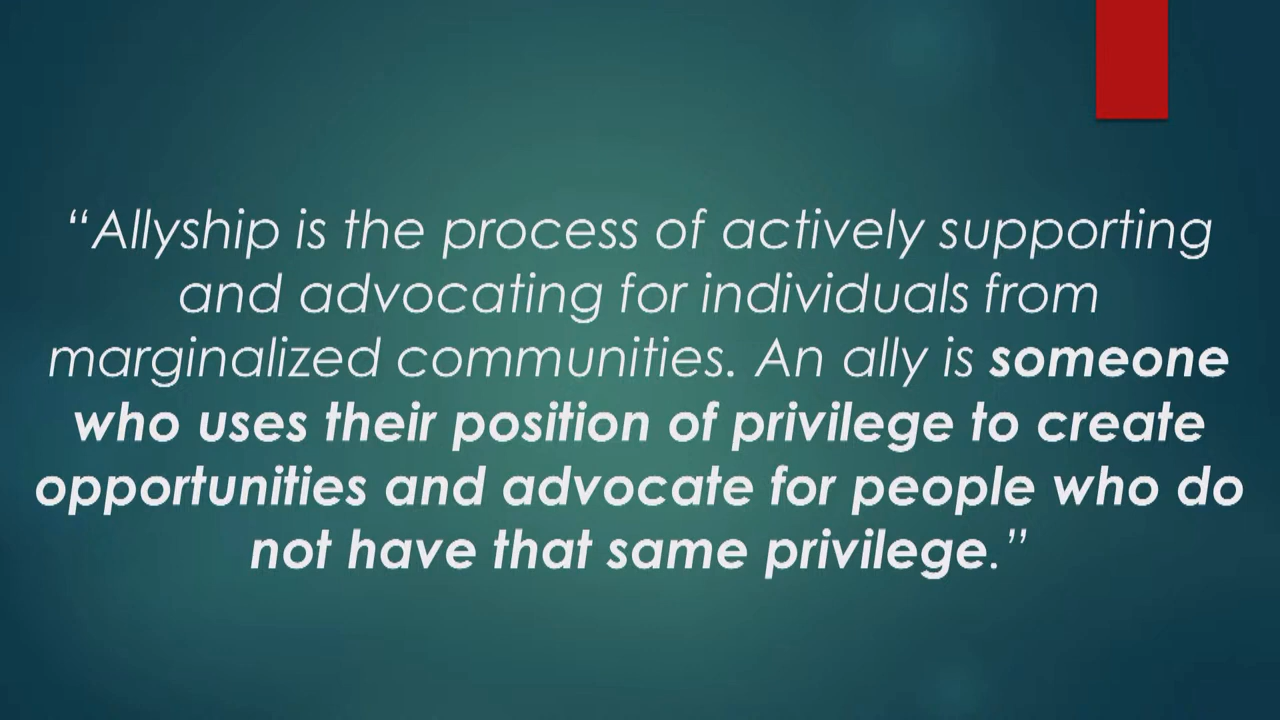 “Allyship is the process of actively supporting
and advocating for individuals from
marginalized communities. An ally is someone
who uses their position of privilege to create
opportunities and advocate for people who do
not have that same privilege.”